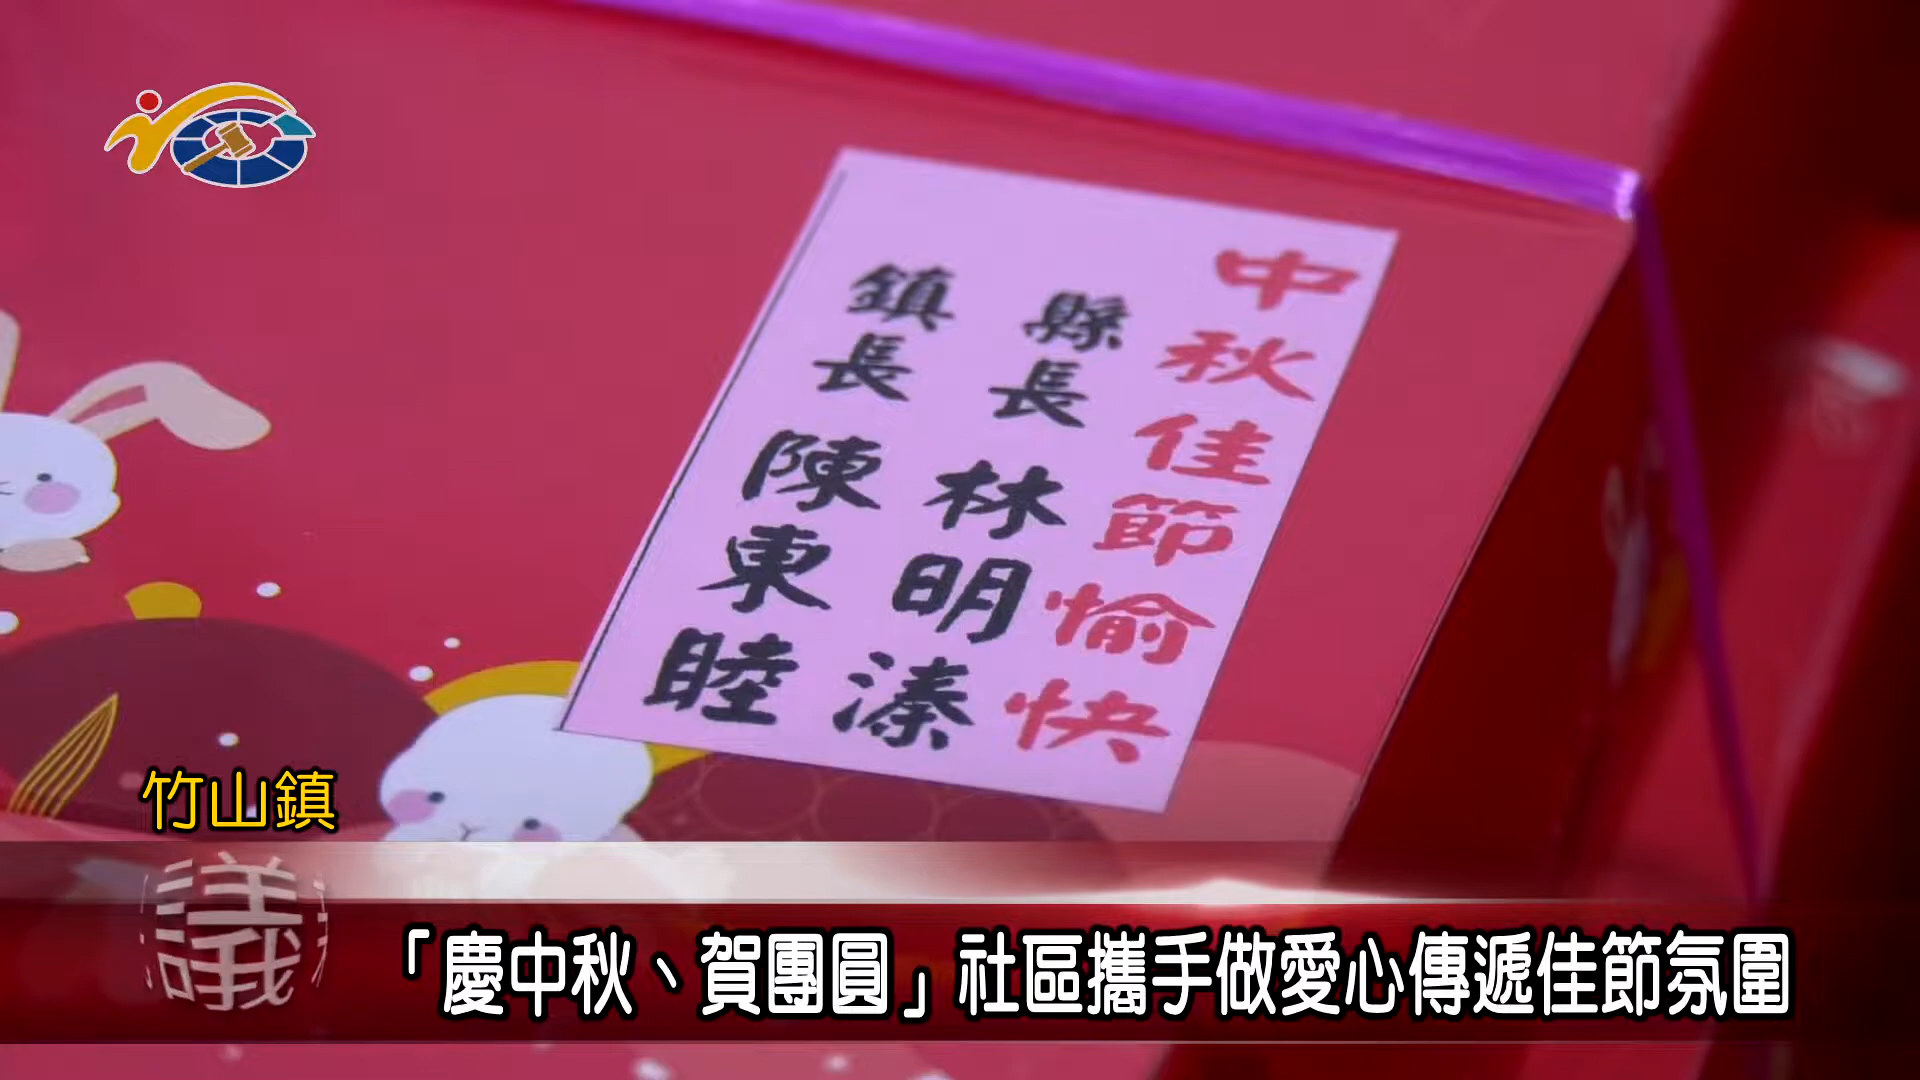 中秋佳節愉快
縣長 林明溱
鎮長 陳東睦
竹山鎮
議
「慶中秋、賀團圓」社區攜手做愛心傳遞佳節氛圍